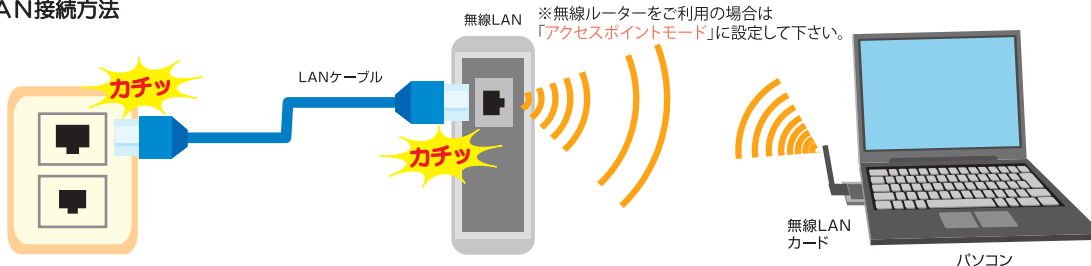 AN接続方法
無線LAN
※無線ルーターをご利用の場合は
「アクセスポイントモード」に設定して下さい。
カチッ
LANケーブル
カチッ
無線LAN
カード
パソコン